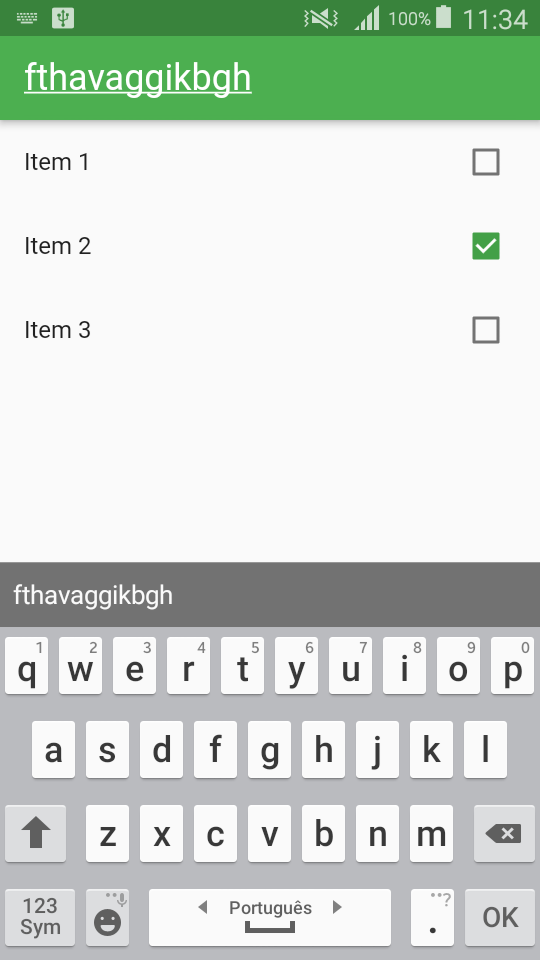 100% 11:34
fthavaggikbgh
Item 1
Item 2
Item 3
fthavaggikbgh
1 2 3 4 5 6 7 8 9 0
q w e r t y u i o p
a s d f g h j k l
z x c v b n m
123 Sym Português . ? OK